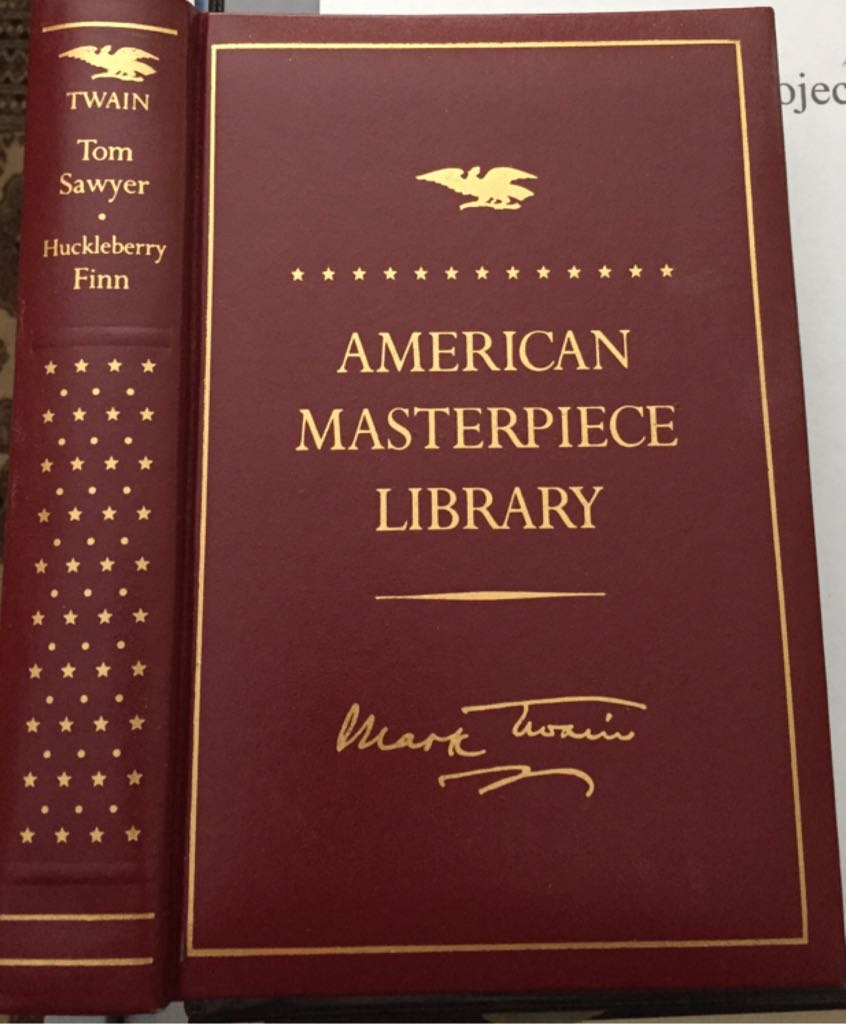 TWAIN
Tom
Sawyer
Huckleberry
Finn
AMERICAN
MASTERPIECE
LIBRARY
Mark Twain